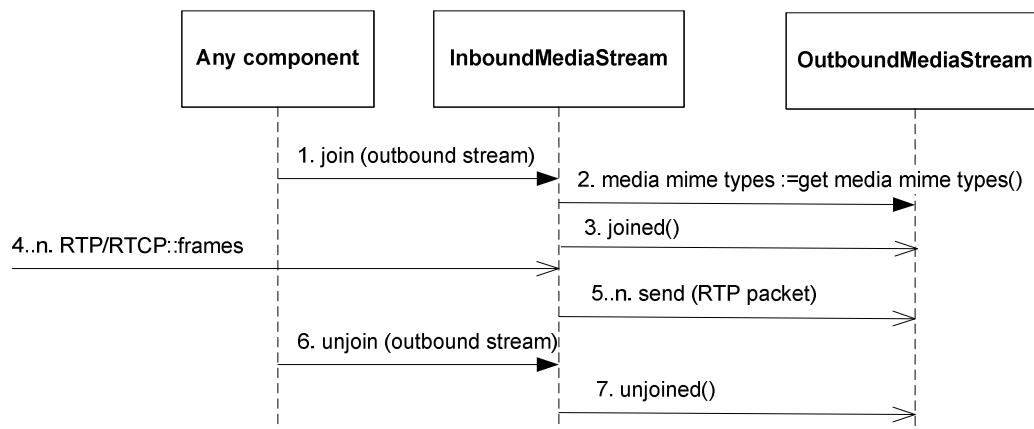 Any component
InboundMediaStream
OutboundMediaStream
1. join (outbound stream)
2. media mime types :=get media mime types()
3. joined()
4..n. RTP/RTCP::frames
5..n. send (RTP packet)
6. unjoin (outbound stream)
7. unjoined()